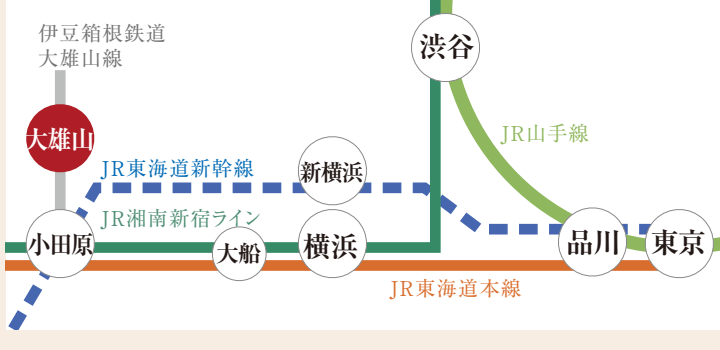 伊豆箱根鉄道
大雄山線
渋谷
大雄山
JR山手線
JR東海道新幹線
新横浜
JR湘南新宿ライン
小田原
大船
横浜
品川
東京
JR東海道本線